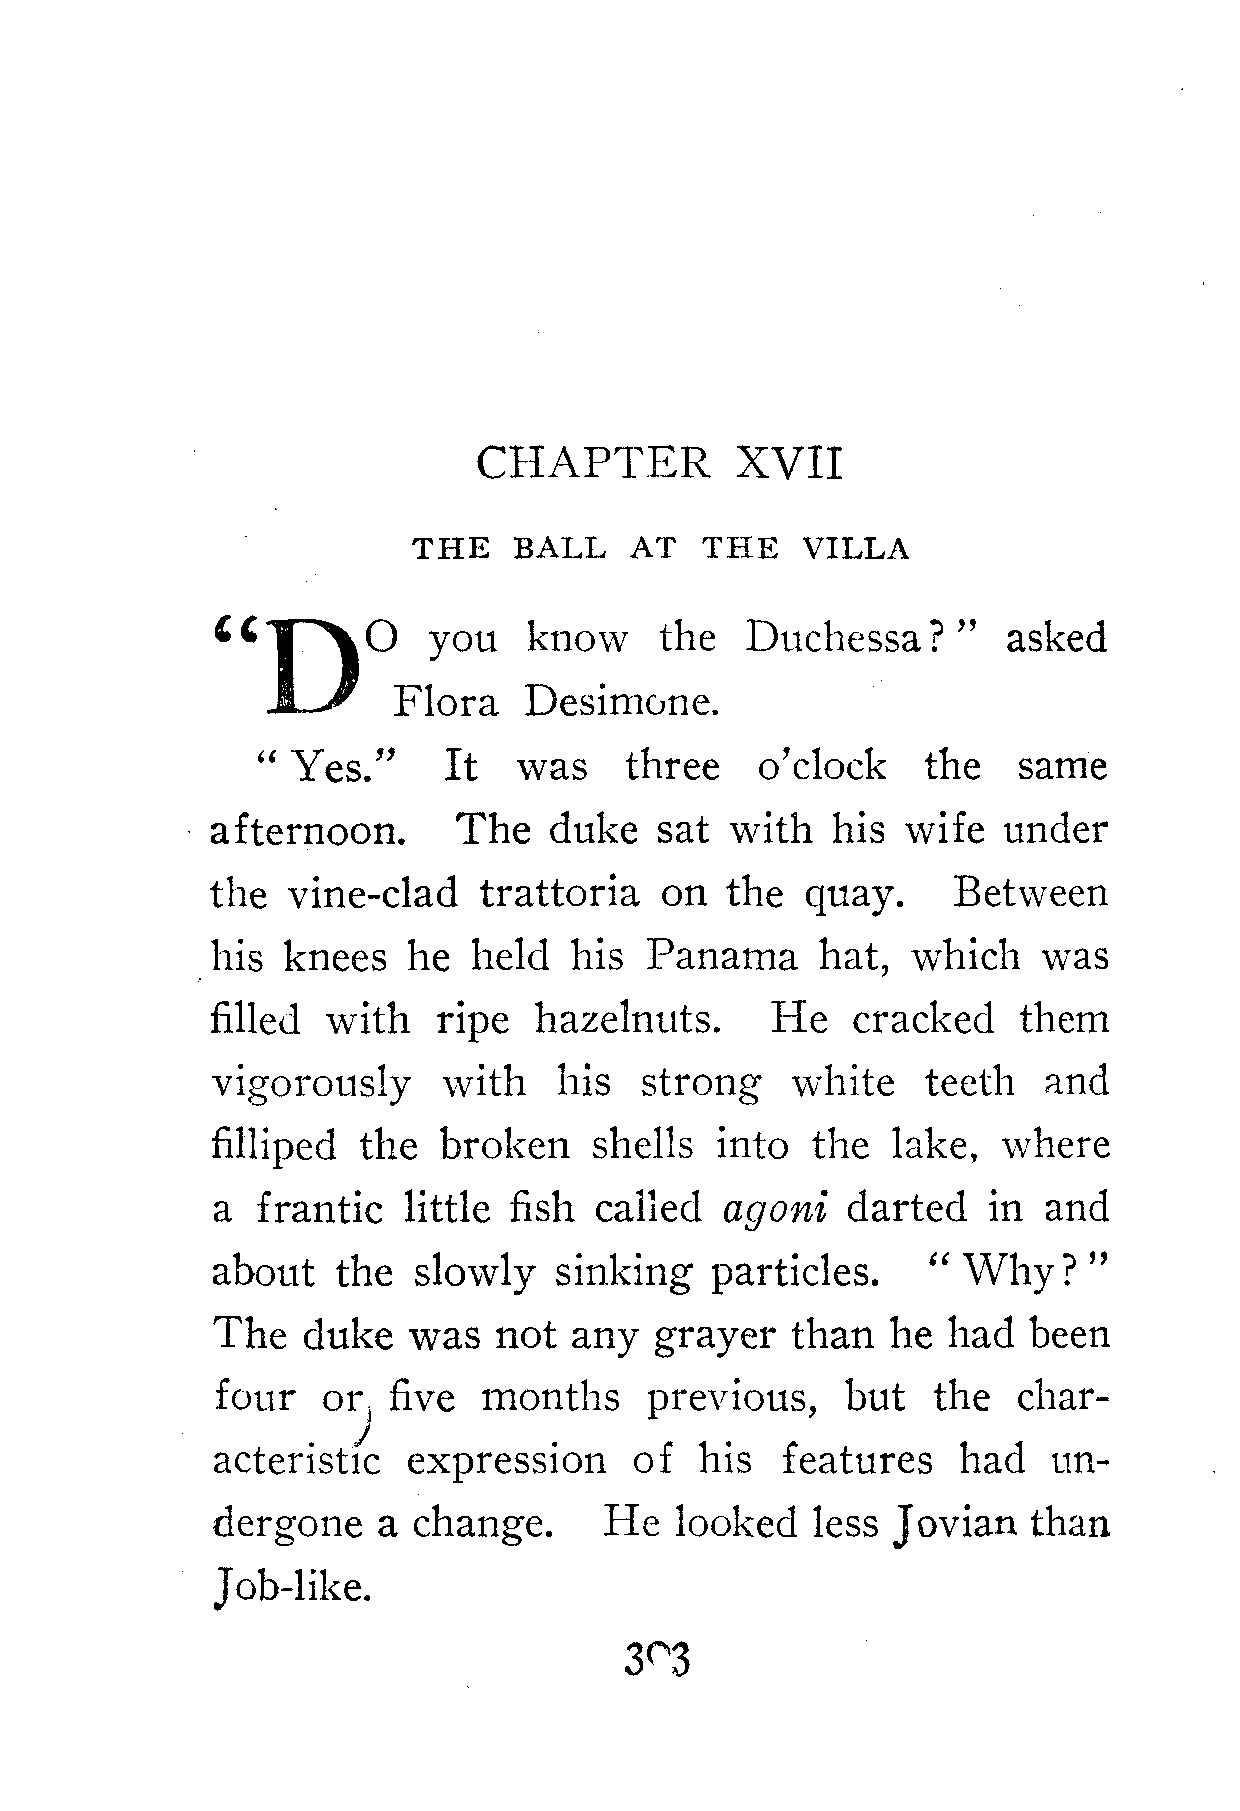 CHAPTER XVII
THE BALL AT THE VILLA
“DO you know the Duchessa?” asked
Flora Desimone.
“Yes.” It was three o’clock the same
afternoon. The duke sat with his wife under
the vine-clad trattoria on the quay. Between
his knees he held his Panama hat, which was
filled with ripe hazelnuts. He cracked them
vigorously with his strong white teeth and
filliped the broken shells into the lake, where
a frantic little fish called agoni darted in and
about the slowly sinking particles. “Why?”
The duke was not any grayer than he had been
four or five months previous, but the char-
acteristic expression of his features had un-
dergone a change. He looked less Jovian than
Job-like.
303